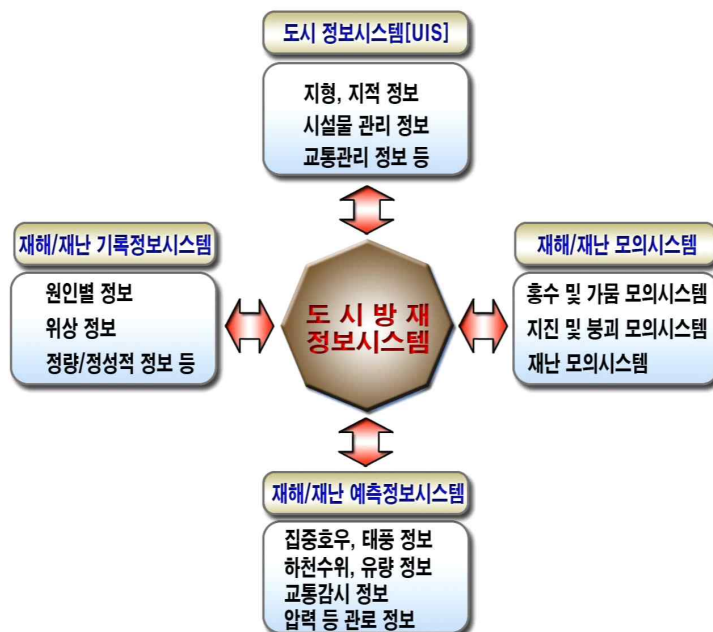 도시 정보시스템[UIS]
지형, 지적 정보
시설물 관리 정보
교통관리 정보 등
재해/재난 기록정보시스템
원인별 정보
위상 정보
정량/정성적 정보 등
도 시 방 재
정보시스템
재해/재난 모의시스템
홍수 및 가뭄 모의시스템
지진 및 붕괴 모의시스템
재난 모의시스템
재해/재난 예측정보시스템
집중호우, 태풍 정보
하천수위, 유량 정보
교통감시 정보
압력 등 관로 정보